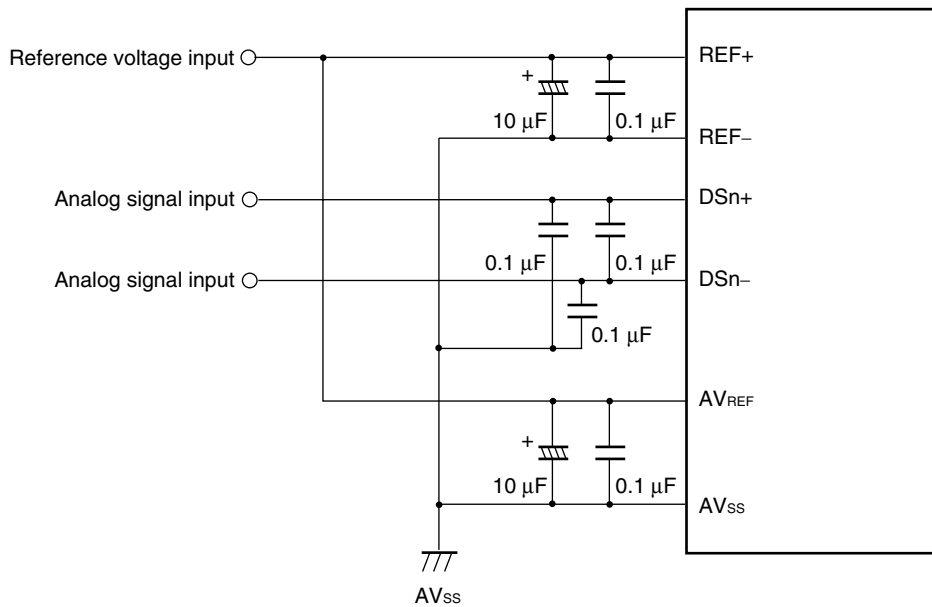 Reference voltage input
REF+
+
10 μF
0.1 μF
REF−
Analog signal input
DSn+
0.1 μF
0.1 μF
Analog signal input
DSn−
0.1 μF
AVREF
+
10 μF
0.1 μF
AVSS
AVSS